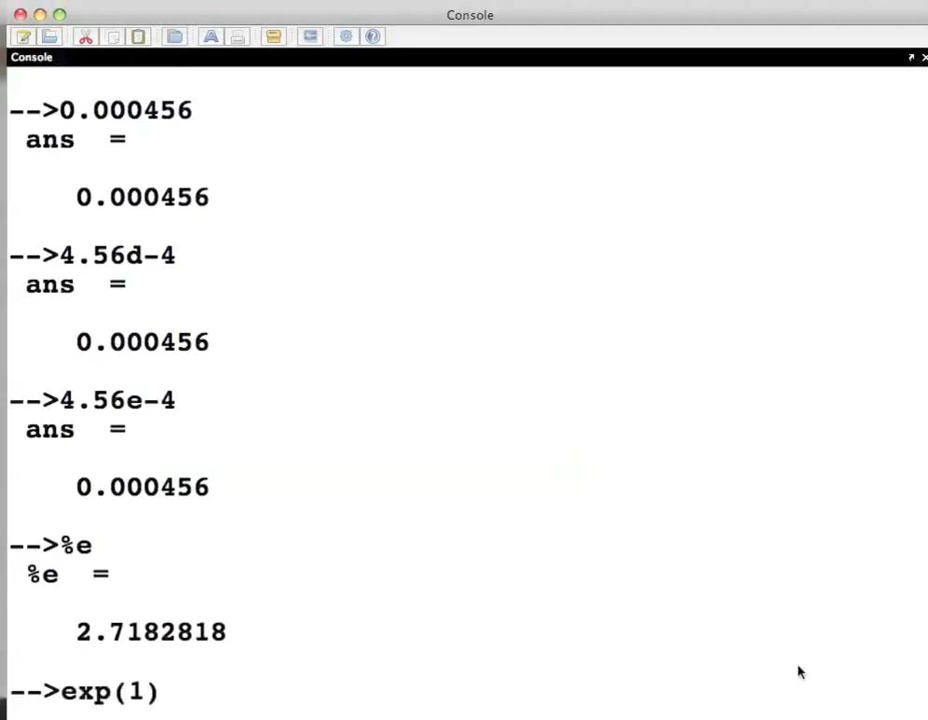 Console
Console
-->0.000456
ans =
0.000456
-->4.56d-4
ans =
0.000456
-->4.56e-4
ans =
0.000456
-->%e
%e =
2.7182818
-->exp(1)